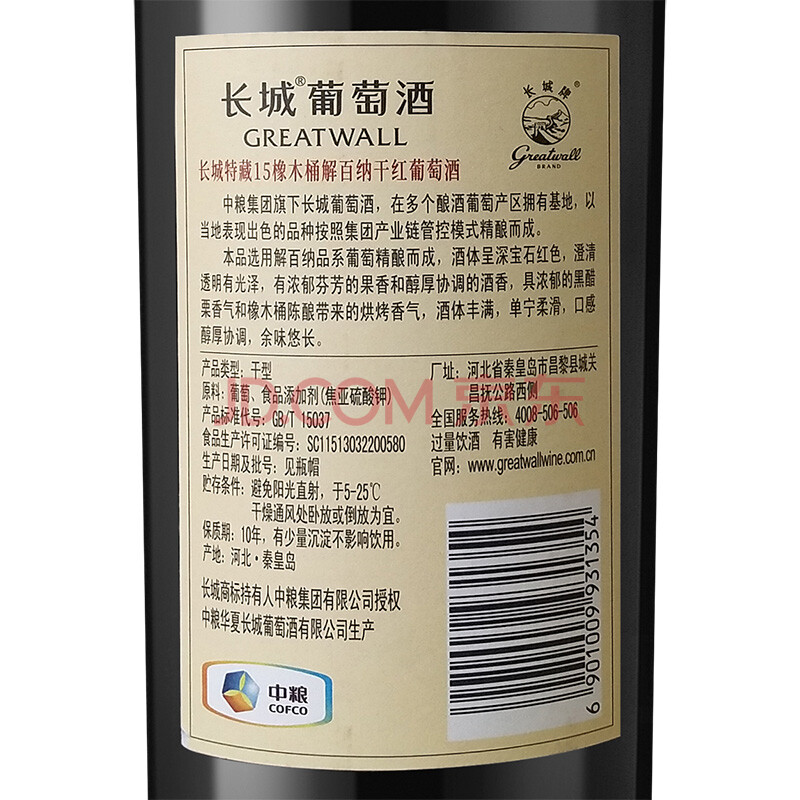 长城®葡萄酒
GREATWALL
长城牌®
Greatwall
BRAND
长城特藏15橡木桶解百纳干红葡萄酒
中粮集团旗下长城葡萄酒，在多个酿酒葡萄产区拥有基地，以
当地表现出色的品种按照集团产业链管控模式精酿而成。
本品选用解百纳品系葡萄精酿而成，酒体呈深宝石红色，澄清
透明有光泽，有浓郁芬芳的果香和醇厚协调的酒香，具浓郁的黑醋
栗香气和橡木桶陈酿带来的烘烤香气，酒体丰满，单宁柔滑，口感
醇厚协调，余味悠长。
产品类型：干型
原料：葡萄、食品添加剂(焦亚硫酸钾)
产品标准代号：GB/T 15037
食品生产许可证编号：SC11513032200580
生产日期及批号：见瓶帽
贮存条件：避免阳光直射，于5-25℃
干燥通风处卧放或倒放为宜。
保质期：10年，有少量沉淀不影响饮用。
产地：河北·秦皇岛
长城商标持有人中粮集团有限公司授权
中粮华夏长城葡萄酒有限公司生产
厂址：河北省秦皇岛市昌黎县城关
昌抚公路西侧
全国服务热线：4008-506-506
过量饮酒 有害健康
官网：www.greatwallwine.com.cn
JD.COM 京东
中粮
COFCO
6901009931354